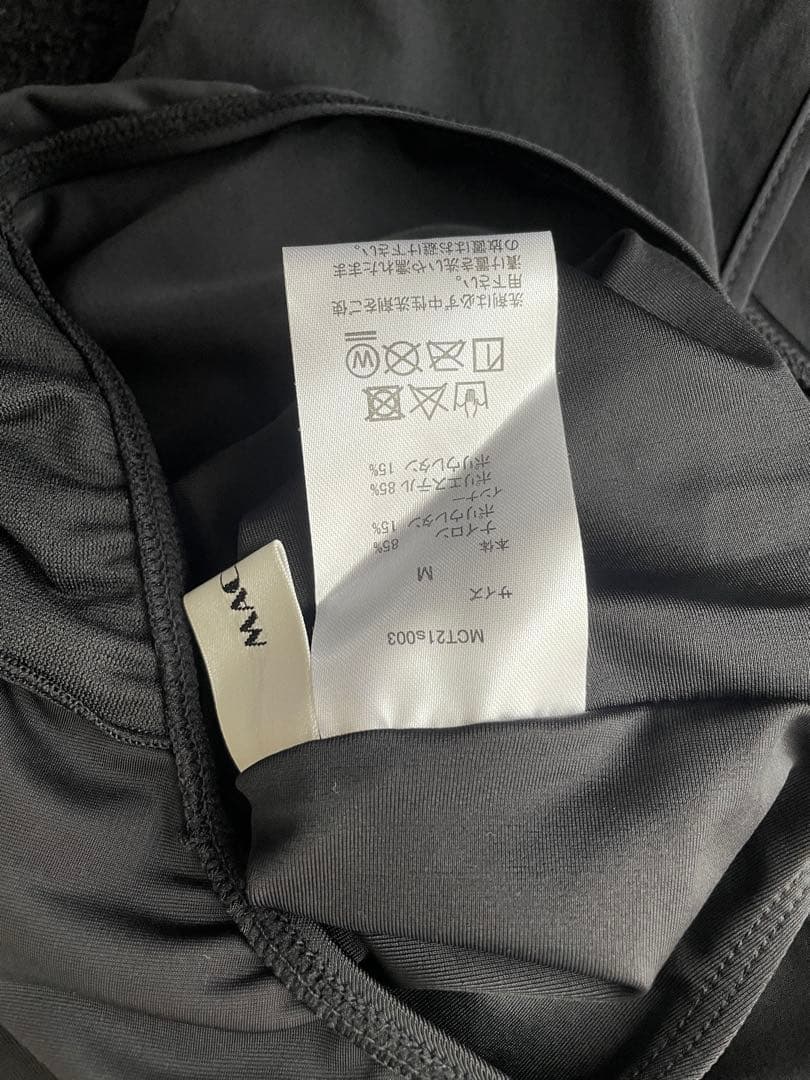 MCT21s003
サイズ
M
本体
ナイロン 85%
ポリウレタン 15%
インナー
ポリエステル 85%
ポリウレタン 15%
W
洗剤は必ず中性洗剤をご使
用下さい。
漬け置き洗いや濡れたまま
の放置はお避け下さい。
MAC